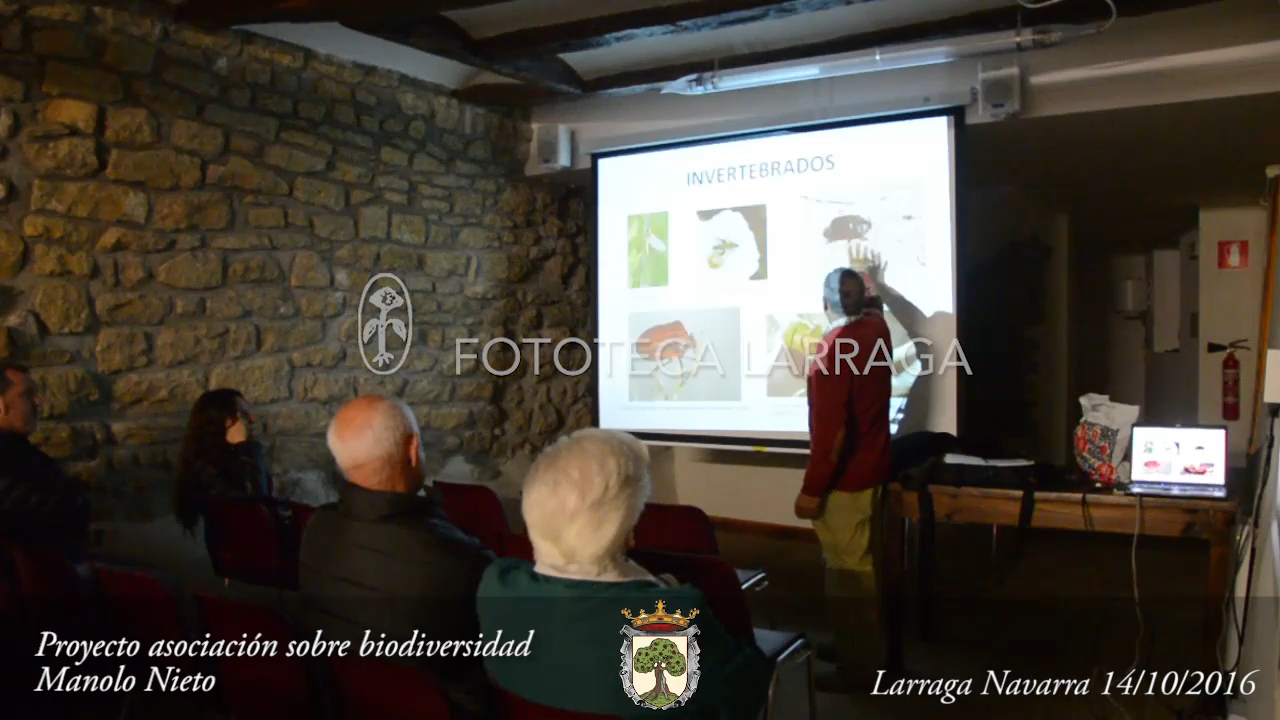 INVERTEBRADOS
FOTOTECA LARRAGA
Proyecto asociación sobre biodiversidad
Manolo Nieto
Larraga Navarra 14/10/2016